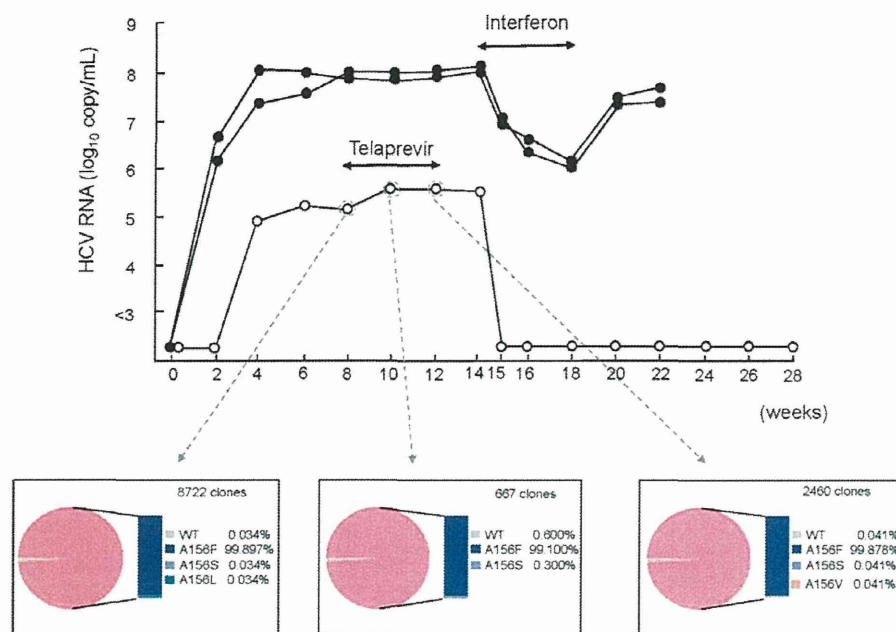 9
Interferon
8
7
Telaprevir
6
5
4
<3
HCV RNA (log10 copy/mL)
0 2 4 6 8 10 12 14 15 16 18 20 22 24 26 28
(weeks)
8722 clones
WT 0.034%
A156F 99.897%
A156S 0.034%
A156L 0.034%
667 clones
WT 0.600%
A156F 99.100%
A156S 0.300%
2460 clones
WT 0.041%
A156F 99.878%
A156S 0.041%
A156V 0.041%